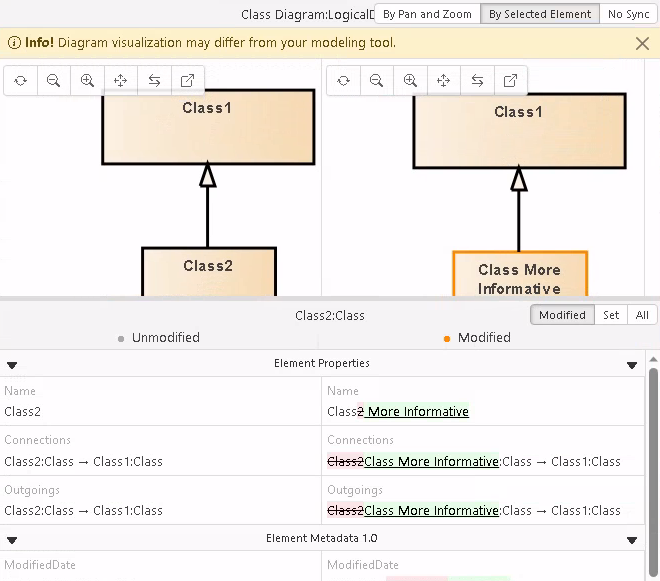 Class Diagram:LogicalD By Pan and Zoom By Selected Element No Sync
Info! Diagram visualization may differ from your modeling tool.
Class1 Class1
Class2 Class More
Informative
Class2:Class Modified Set All
Unmodified Modified
Element Properties
Name Name
Class2 Class2 More Informative
Connections Connections
Class2:Class → Class1:Class Class2Class More Informative:Class → Class1:Class
Outgoings Outgoings
Class2:Class → Class1:Class Class2Class More Informative:Class → Class1:Class
Element Metadata 1.0
ModifiedDate ModifiedDate